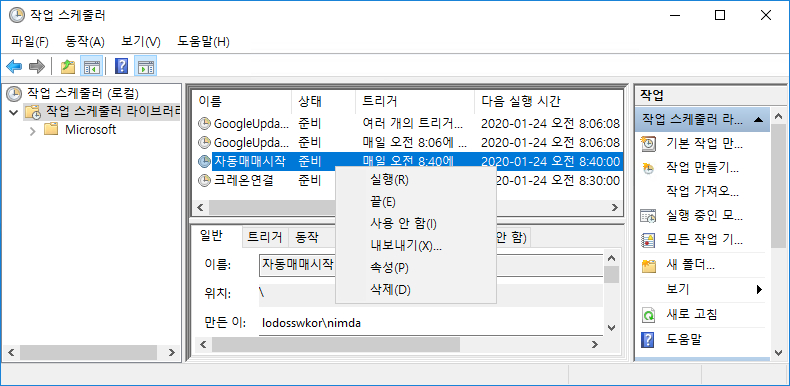 작업 스케줄러
파일(F) 동작(A) 보기(V) 도움말(H)
작업 스케줄러 (로컬)
작업 스케줄러 라이브러리
Microsoft
이름 상태 트리거 다음 실행 시간
GoogleUpda... 준비 여러 개의 트리거... 2020-01-24 오전 8:06:08
GoogleUpda... 준비 매일 오전 8:06에 ... 2020-01-24 오전 8:06:08
자동매매시작 준비 매일 오전 8:40에 2020-01-24 오전 8:40:00
크레온연결 준비 00-01-24 오전 8:30:00
실행(R)
끝(E)
사용 안 함(I)
내보내기(X)...
속성(P)
삭제(D)
일반 트리거 동작 안 함)
이름: 자동매매시작
위치: \
만든 이: lodosswkor\nimda
작업
작업 스케줄러 라...
기본 작업 만...
작업 만들기...
작업 가져오...
실행 중인 모...
모든 작업 기...
새 폴더...
보기
새로 고침
도움말